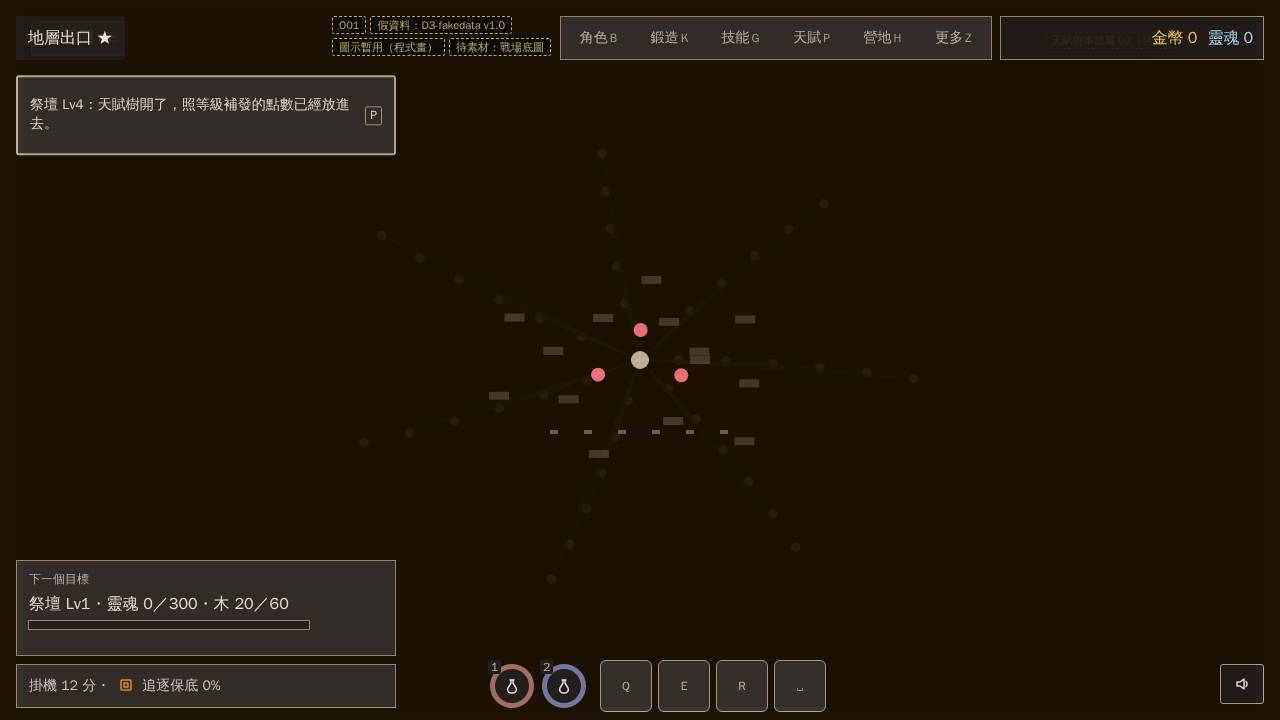 地層出口 ★
001 假資料：D3-fakedata v1.0
圖示暫用（程式畫） 待素材：戰場底圖
角色B 鍛造K 技能G 天賦P 營地H 更多Z
金幣 0 靈魂 0
祭壇 Lv4：天賦樹開了，照等級補發的點數已經放進
去。
P
下一個目標
祭壇 Lv1・靈魂 0／300・木 20／60
掛機 12 分・ 追逐保底 0%
1 2
Q E R ⎵